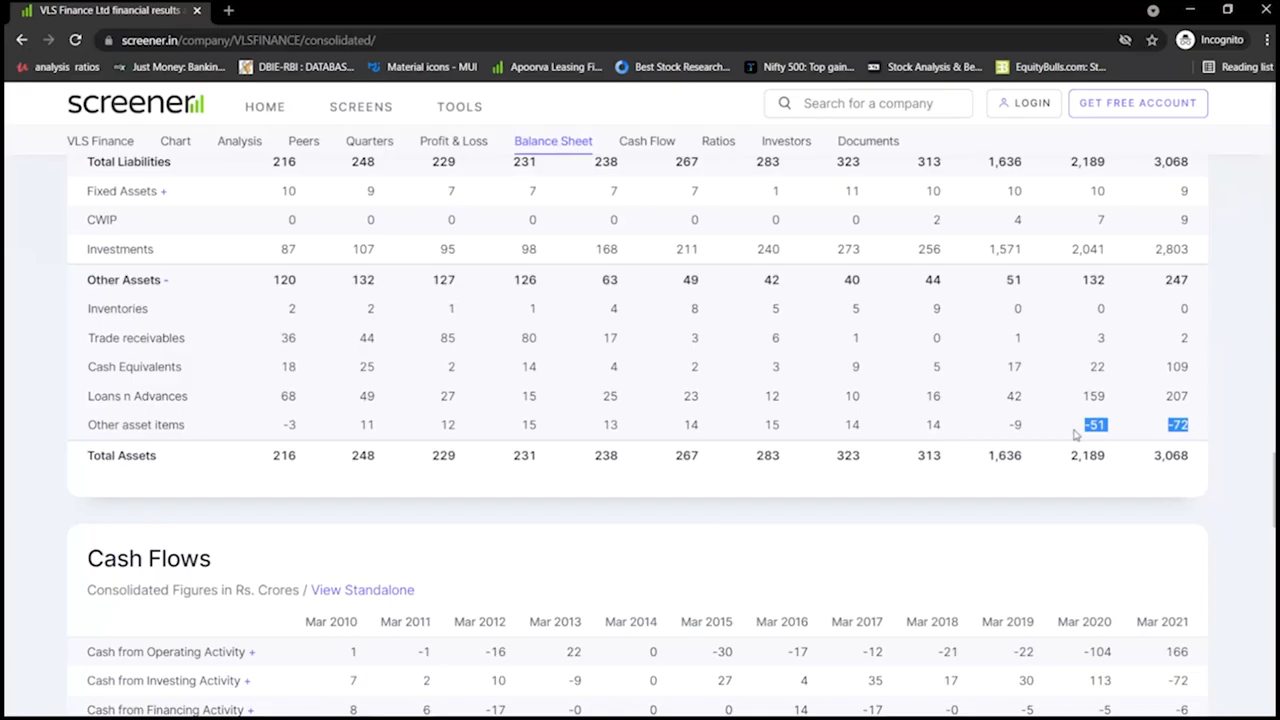 VLS Finance Ltd financial results
screener.in/company/VLSFINANCE/consolidated/
Incognito
analysis ratios Just Money: Bankin... DBIE-RBI : DATABAS... Material icons - MUI Apoorva Leasing Fi... Best Stock Research... Nifty 500: Top gain... Stock Analysis & Be... EquityBulls.com: St... Reading list
screener HOME SCREENS TOOLS Search for a company LOGIN GET FREE ACCOUNT
VLS Finance Chart Analysis Peers Quarters Profit & Loss Balance Sheet Cash Flow Ratios Investors Documents
Total Liabilities 216 248 229 231 238 267 283 323 313 1,636 2,189 3,068
Fixed Assets + 10 9 7 7 7 7 1 11 10 10 10 9
CWIP 0 0 0 0 0 0 0 0 2 4 7 9
Investments 87 107 95 98 168 211 240 273 256 1,571 2,041 2,803
Other Assets - 120 132 127 126 63 49 42 40 44 51 132 247
Inventories 2 2 1 1 4 8 5 5 9 0 0 0
Trade receivables 36 44 85 80 17 3 6 1 0 1 3 2
Cash Equivalents 18 25 2 14 4 2 3 9 5 17 22 109
Loans n Advances 68 49 27 15 25 23 12 10 16 42 159 207
Other asset items -3 11 12 15 13 14 15 14 14 -9 -51 -72
Total Assets 216 248 229 231 238 267 283 323 313 1,636 2,189 3,068
Cash Flows
Consolidated Figures in Rs. Crores / View Standalone
Mar 2010 Mar 2011 Mar 2012 Mar 2013 Mar 2014 Mar 2015 Mar 2016 Mar 2017 Mar 2018 Mar 2019 Mar 2020 Mar 2021
Cash from Operating Activity + 1 -1 -16 22 0 -30 -17 -12 -21 -22 -104 166
Cash from Investing Activity + 7 2 10 -9 0 27 4 35 17 30 113 -72
Cash from Financing Activity + 8 6 -17 -0 0 0 14 -17 -0 -5 -5 -6